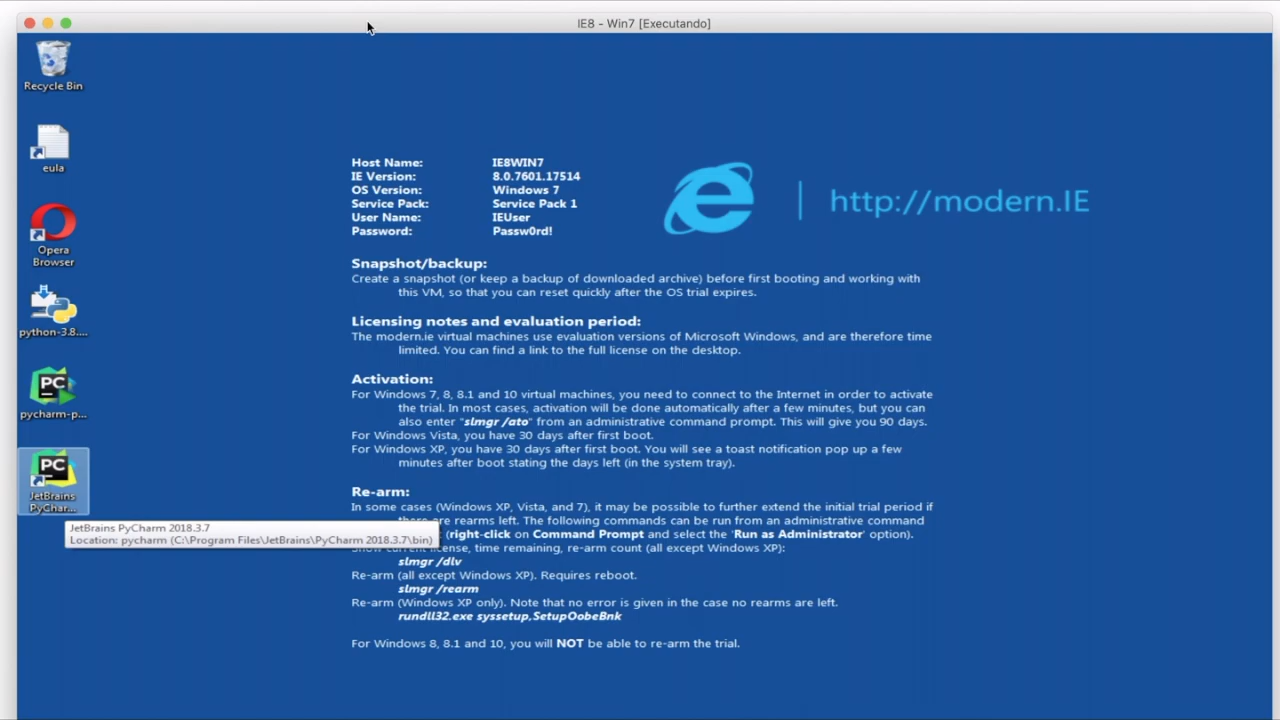 IE8 - Win7 [Executando]
Recycle Bin
eula
Opera
Browser
python-3.8....
pycharm-p...
JetBrains
PyChar...
JetBrains PyCharm 2018.3.7
Location: pycharm (C:\Program Files\JetBrains\PyCharm 2018.3.7\bin)
Host Name: IE8WIN7
IE Version: 8.0.7601.17514
OS Version: Windows 7
Service Pack: Service Pack 1
User Name: IEUser
Password: Passw0rd!
http://modern.IE
Snapshot/backup:
Create a snapshot (or keep a backup of downloaded archive) before first booting and working with
this VM, so that you can reset quickly after the OS trial expires.
Licensing notes and evaluation period:
The modern.ie virtual machines use evaluation versions of Microsoft Windows, and are therefore time
limited. You can find a link to the full license on the desktop.
Activation:
For Windows 7, 8, 8.1 and 10 virtual machines, you need to connect to the Internet in order to activate
the trial. In most cases, activation will be done automatically after a few minutes, but you can
also enter "slmgr /ato" from an administrative command prompt. This will give you 90 days.
For Windows Vista, you have 30 days after first boot.
For Windows XP, you have 30 days after first boot. You will see a toast notification pop up a few
minutes after boot stating the days left (in the system tray).
Re-arm:
In some cases (Windows XP, Vista, and 7), it may be possible to further extend the initial trial period if
there are rearms left. The following commands can be run from an administrative command
(right-click on Command Prompt and select the 'Run as Administrator' option).
Show current license, time remaining, re-arm count (all except Windows XP):
slmgr /dlv
Re-arm (all except Windows XP). Requires reboot.
slmgr /rearm
Re-arm (Windows XP only). Note that no error is given in the case no rearms are left.
rundll32.exe syssetup,SetupOobeBnk
For Windows 8, 8.1 and 10, you will NOT be able to re-arm the trial.